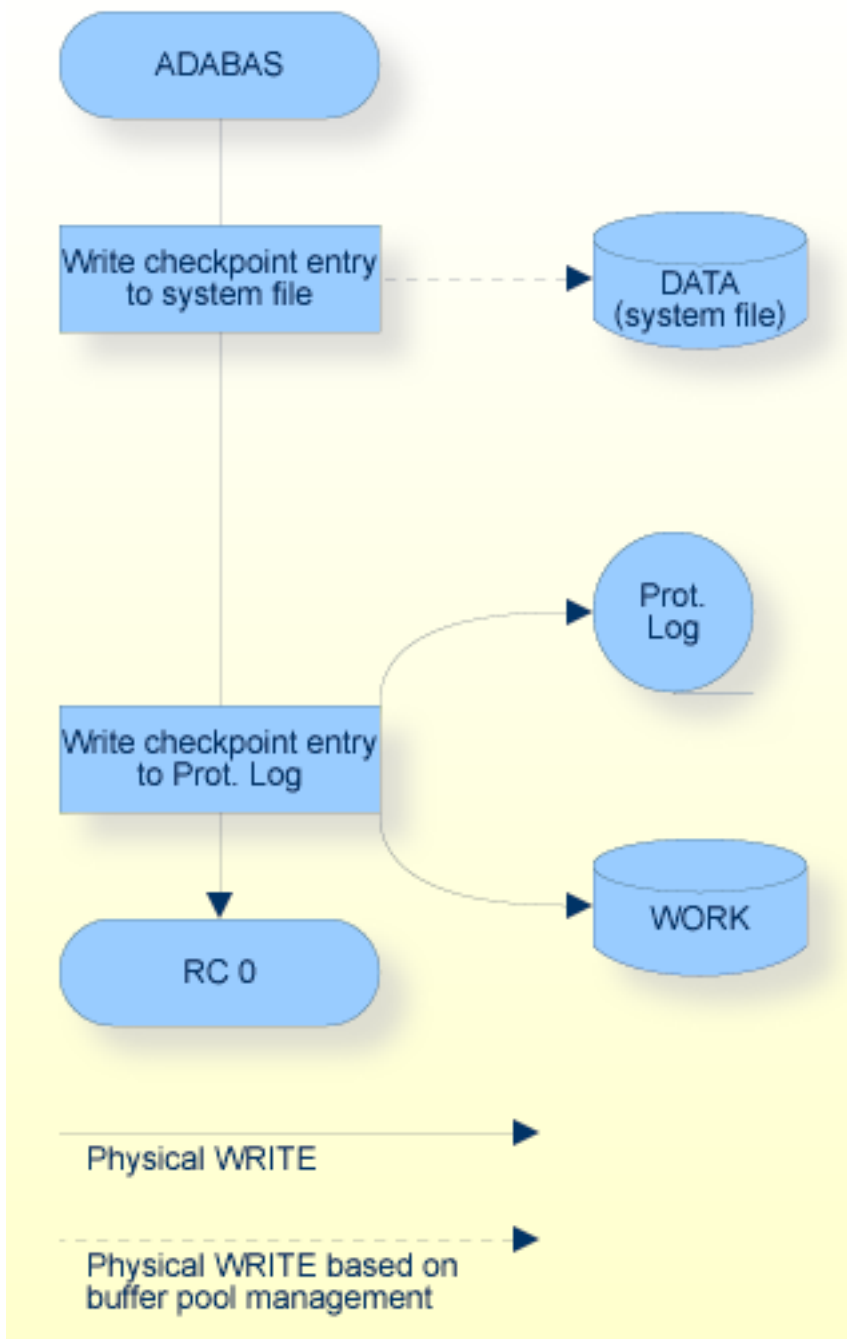 ADABAS
Write checkpoint entry
to system file
DATA
(system file)
Prot.
Log
Write checkpoint entry
to Prot. Log
WORK
RC 0
Physical WRITE
Physical WRITE based on
buffer pool management